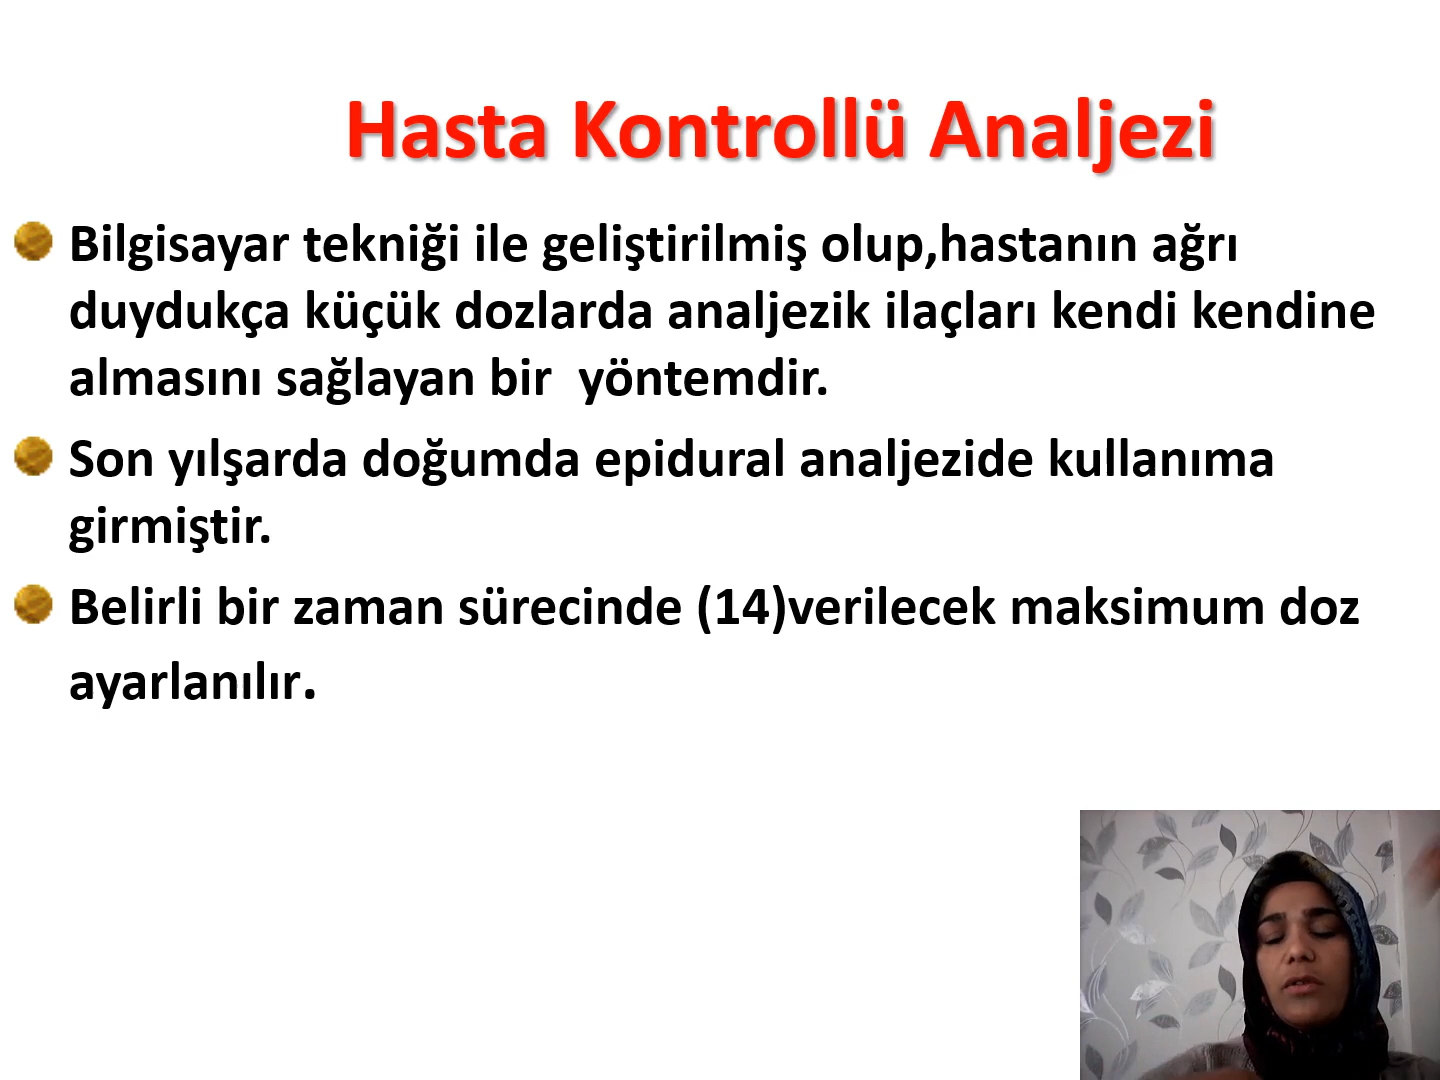 Hasta Kontrollü Analjezi
Bilgisayar tekniği ile geliştirilmiş olup,hastanın ağrı
duydukça küçük dozlarda analjezik ilaçları kendi kendine
almasını sağlayan bir  yöntemdir.
Son yılşarda doğumda epidural analjezide kullanıma
girmiştir.
Belirli bir zaman sürecinde (14)verilecek maksimum doz
ayarlanılır.